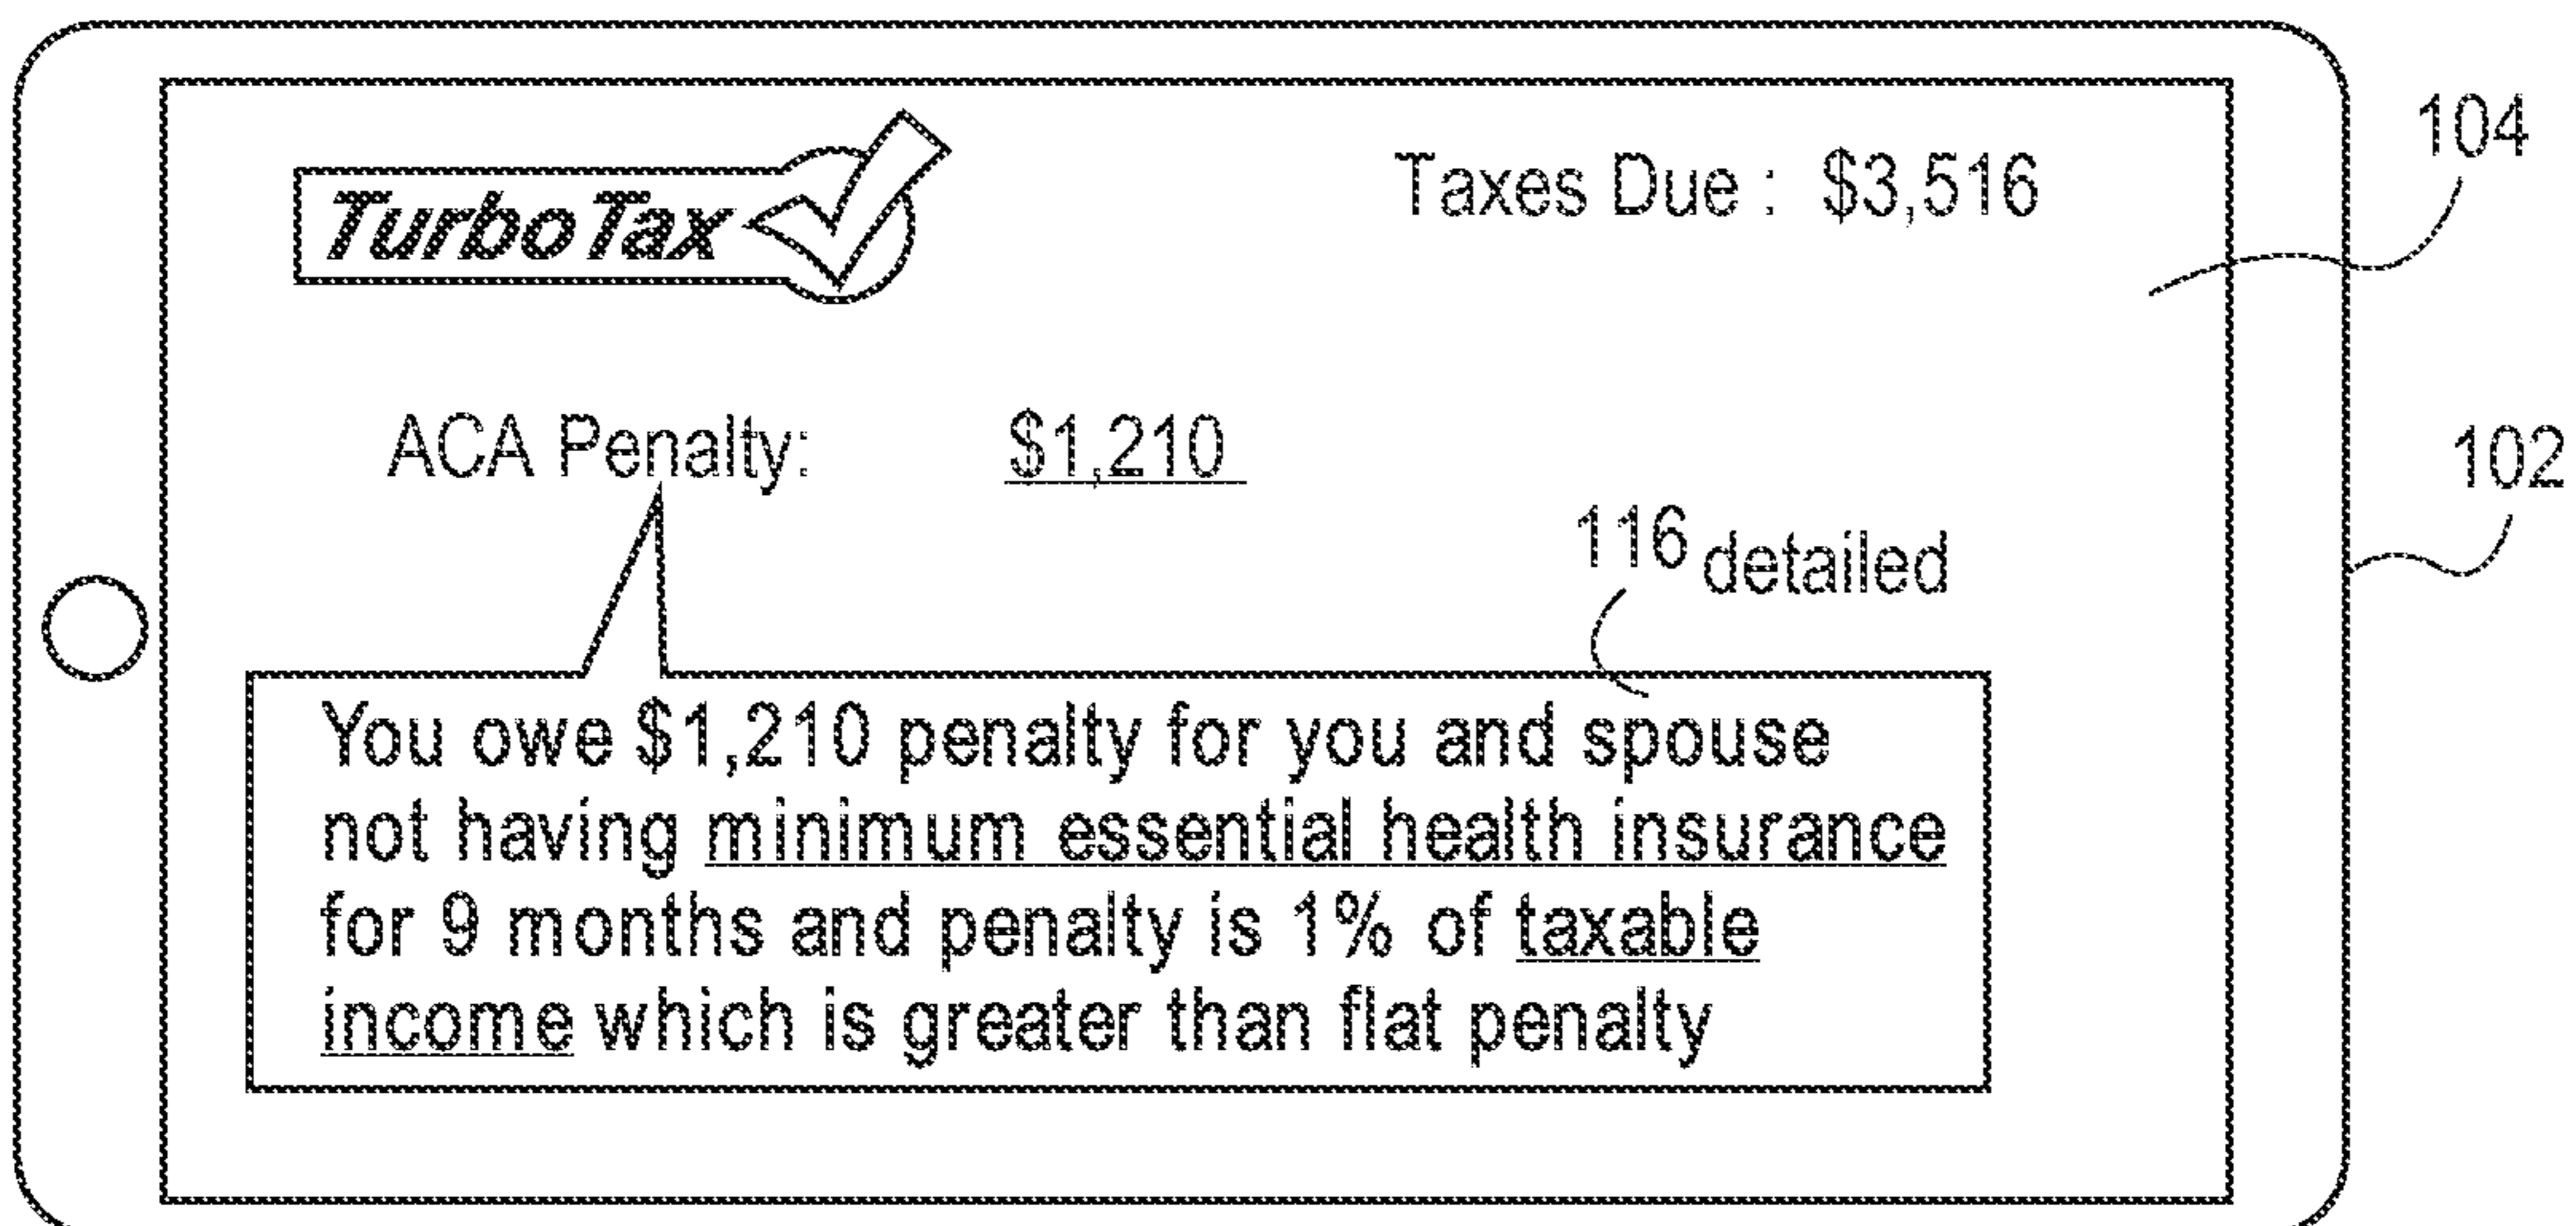 TurboTax
Taxes Due : $3,516
104
ACA Penalty: $1,210
102
116 detailed
You owe $1,210 penalty for you and spouse
not having minimum essential health insurance
for 9 months and penalty is 1% of taxable
income which is greater than flat penalty